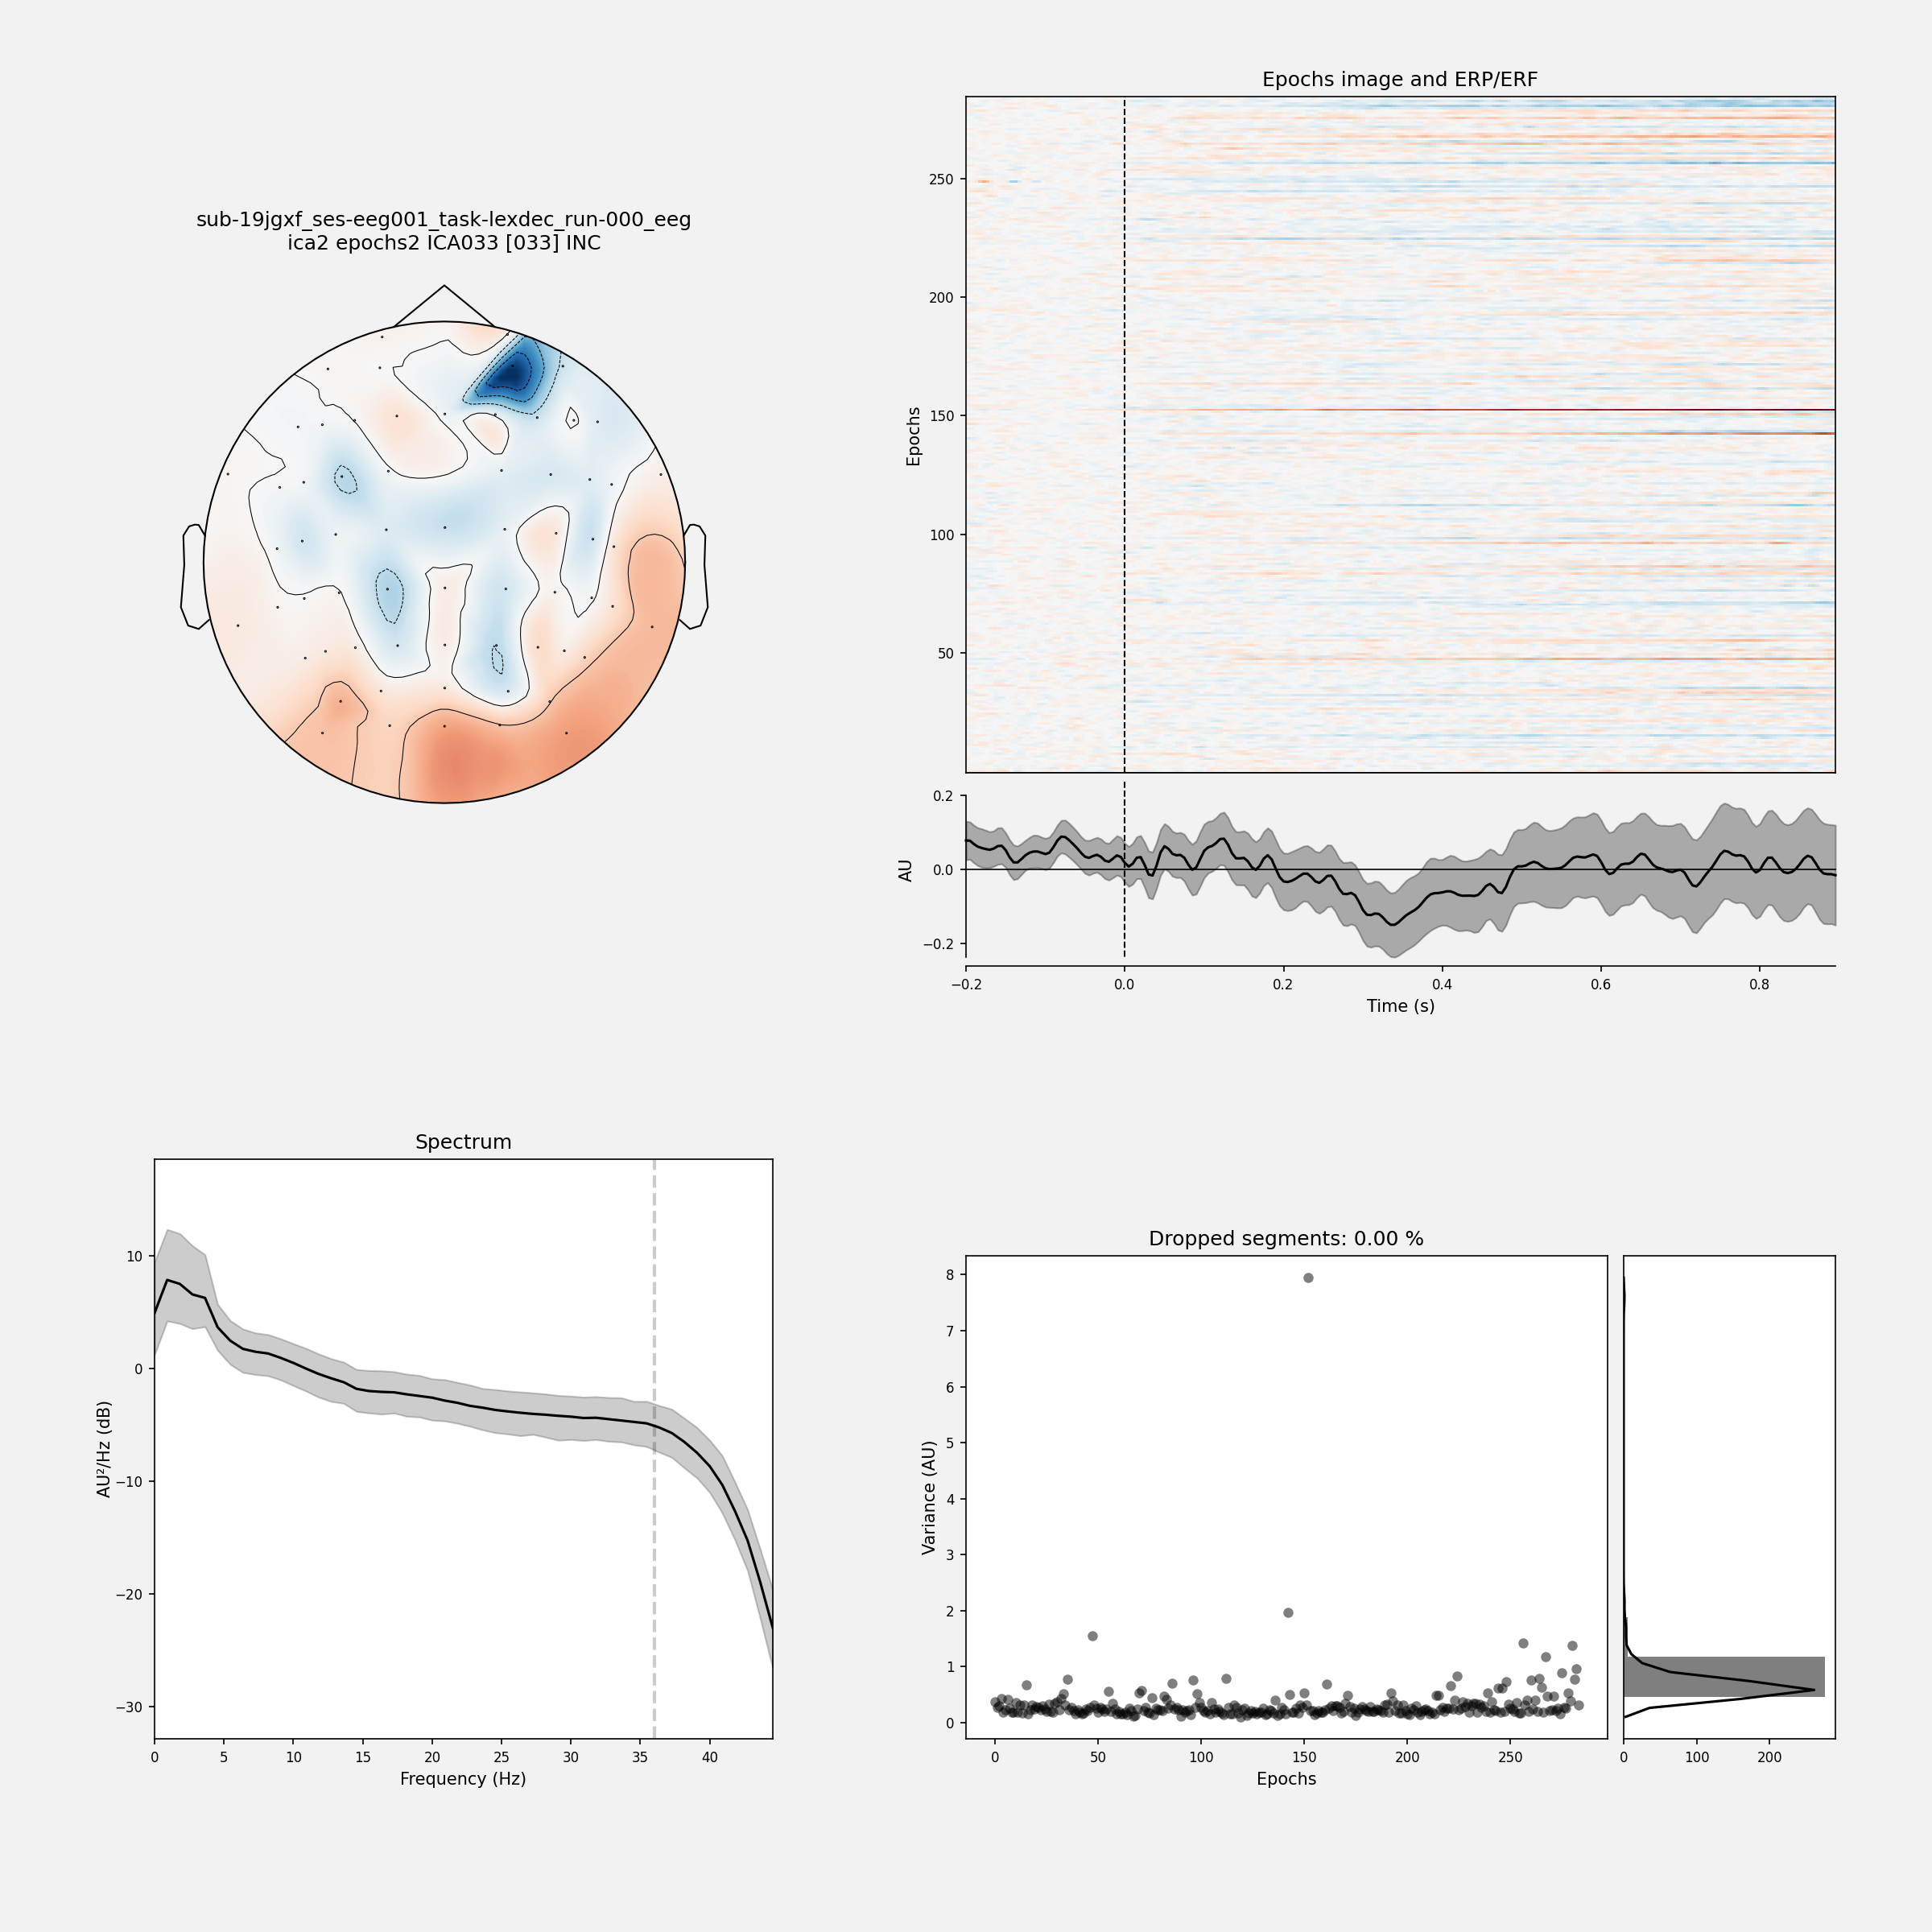 sub-19jgxf_ses-eeg001_task-lexdec_run-000_eeg
ica2 epochs2 ICA033 [033] INC
Epochs image and ERP/ERF
Epochs
250
200
150
100
50
AU
0.2
0.0
−0.2
−0.2 0.0 0.2 0.4 0.6 0.8
Time (s)
Spectrum
AU²/Hz (dB)
10
0
−10
−20
−30
0 5 10 15 20 25 30 35 40
Frequency (Hz)
Dropped segments: 0.00 %
Variance (AU)
8
7
6
5
4
3
2
1
0
0 50 100 150 200 250
Epochs
0 100 200